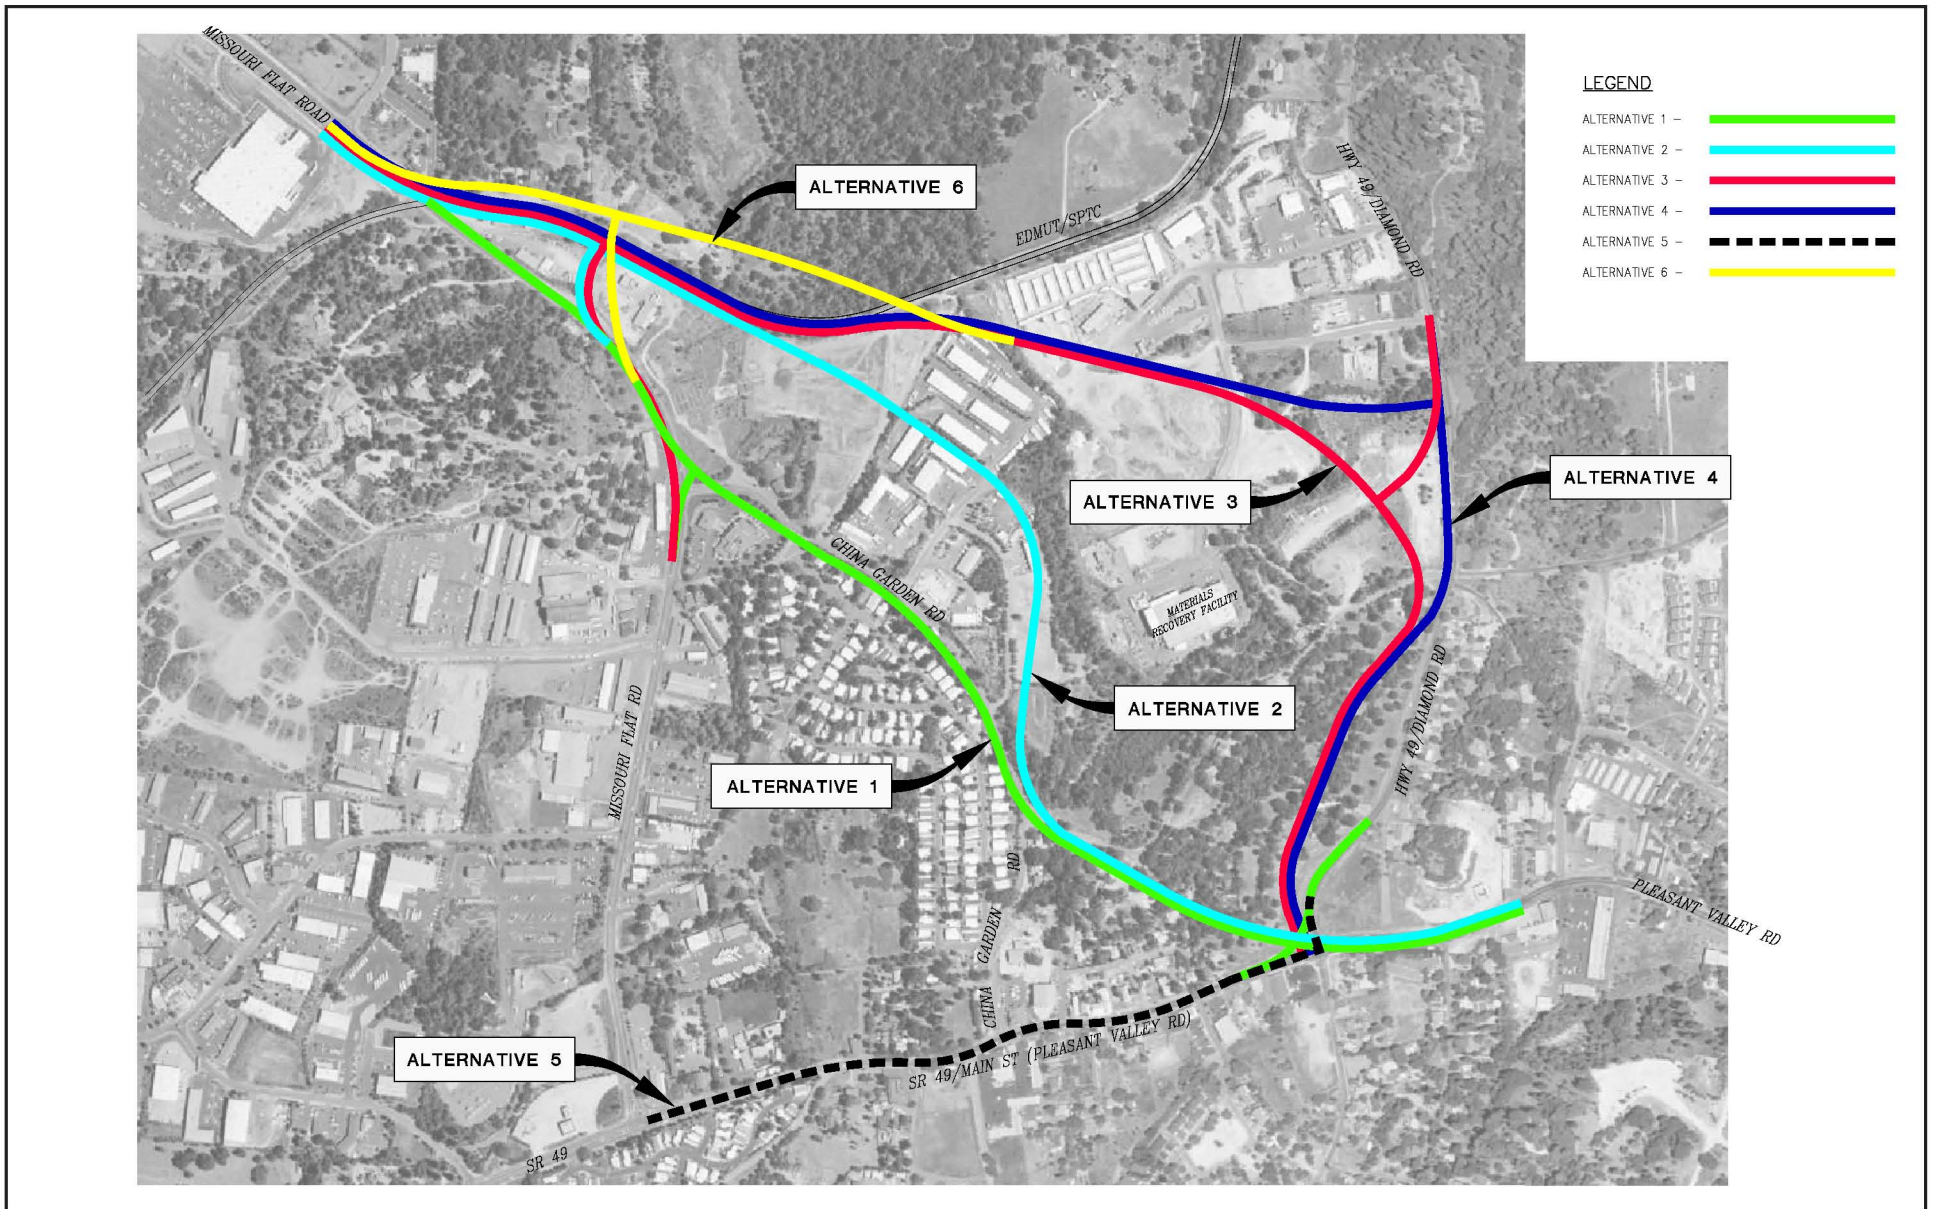 MISSOURI FLAT ROAD
LEGEND
ALTERNATIVE 1 -
ALTERNATIVE 2 -
ALTERNATIVE 3 -
ALTERNATIVE 4 -
ALTERNATIVE 5 -
ALTERNATIVE 6 -
HWY 49/DIAMOND RD
ALTERNATIVE 6
EDMUT/SPTC
ALTERNATIVE 4
ALTERNATIVE 3
CHINA GARDEN RD
MATERIALS
RECOVERY FACILITY
MISSOURI FLAT RD
ALTERNATIVE 2
HWY 49/DIAMOND RD
ALTERNATIVE 1
CHINA GARDEN RD
PLEASANT VALLEY RD
ALTERNATIVE 5
SR 49/MAIN ST (PLEASANT VALLEY RD)
SR 49